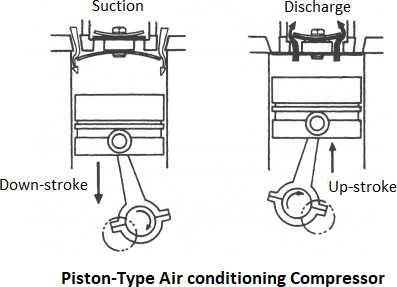 Suction
Discharge
Down-stroke
Up-stroke
Piston-Type Air conditioning Compressor